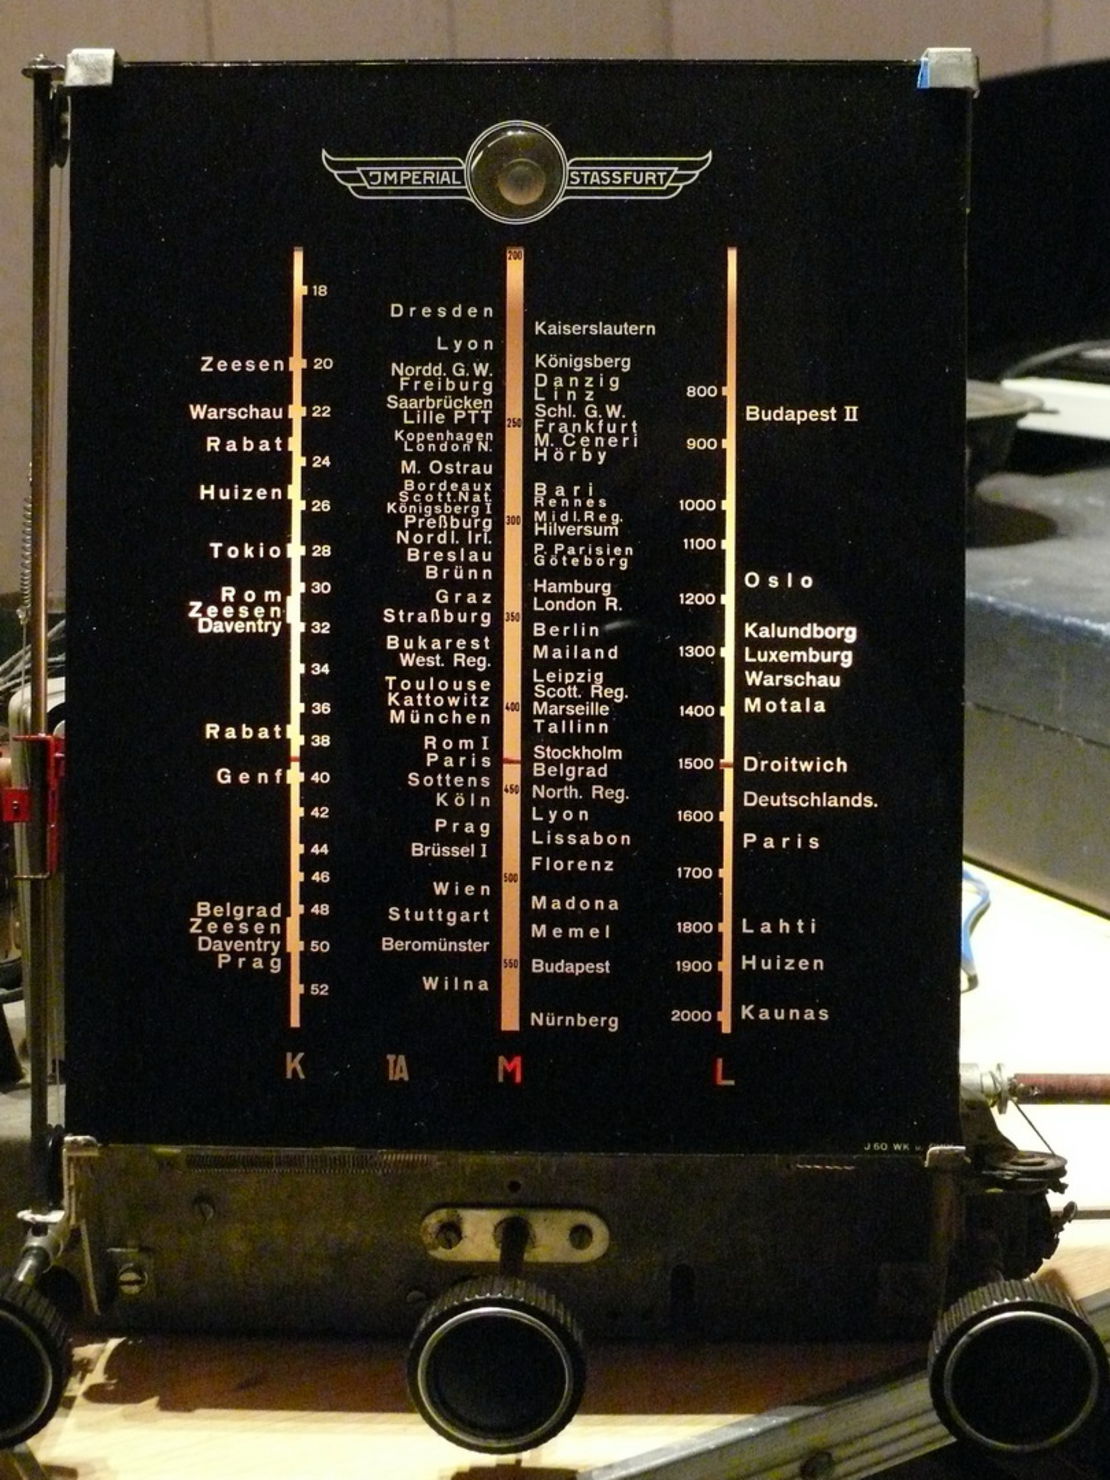 IMPERIAL STASSFURT
18
Zeesen 20
Warschau 22
Rabat
24
Huizen
26
Tokio 28
30
Rom
Zeesen
Daventry 32
34
36
Rabat
38
Genf 40
42
44
46
Belgrad 48
Zeesen
Daventry 50
Prag
52
K
Dresden
Lyon
Nordd. G.W.
Freiburg
Saarbrücken
Lille PTT
Kopenhagen
London N.
M. Ostrau
Bordeaux
Scott.Nat.
Königsberg I
Preßburg
Nordl. Irl.
Breslau
Brünn
Graz
Straßburg
Bukarest
West. Reg.
Toulouse
Kattowitz
München
Rom I
Paris
Sottens
Köln
Prag
Brüssel I
Wien
Stuttgart
Beromünster
Wilna
TA
200
250
300
350
400
450
500
550
M
Kaiserslautern
Königsberg
Danzig
Linz
Schl. G.W.
Frankfurt
M. Ceneri
Hörby
Bari
Rennes
Midl.Reg.
Hilversum
P. Parisien
Göteborg
Hamburg
London R.
Berlin
Mailand
Leipzig
Scott. Reg.
Marseille
Tallinn
Stockholm
Belgrad
North. Reg.
Lyon
Lissabon
Florenz
Madona
Memel
Budapest
Nürnberg
800
Budapest II
900
1000
1100
Oslo
1200
Kalundborg
1300 Luxemburg
Warschau
1400 Motala
1500 Droitwich
Deutschlands.
1600
Paris
1700
1800 Lahti
1900 Huizen
2000 Kaunas
L
J 60 WK u.